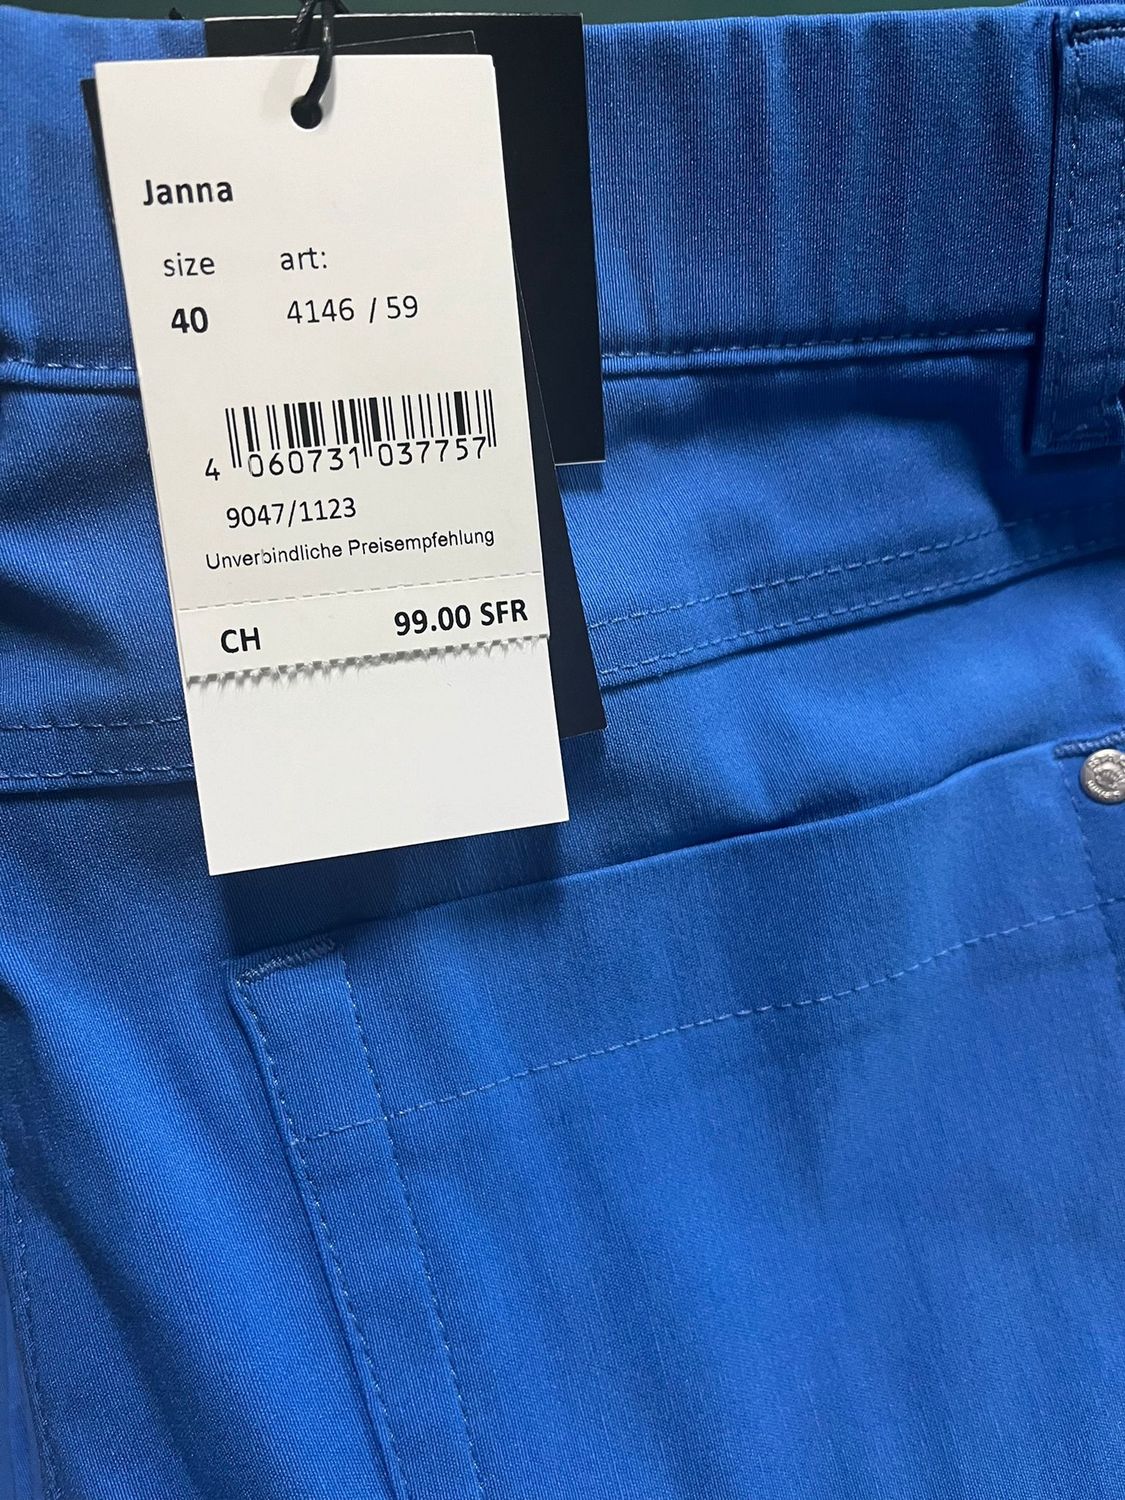 Janna
size art:
40 4146 / 59
4 060731 037757
9047/1123
Unverbindliche Preisempfehlung
CH 99.00 SFR